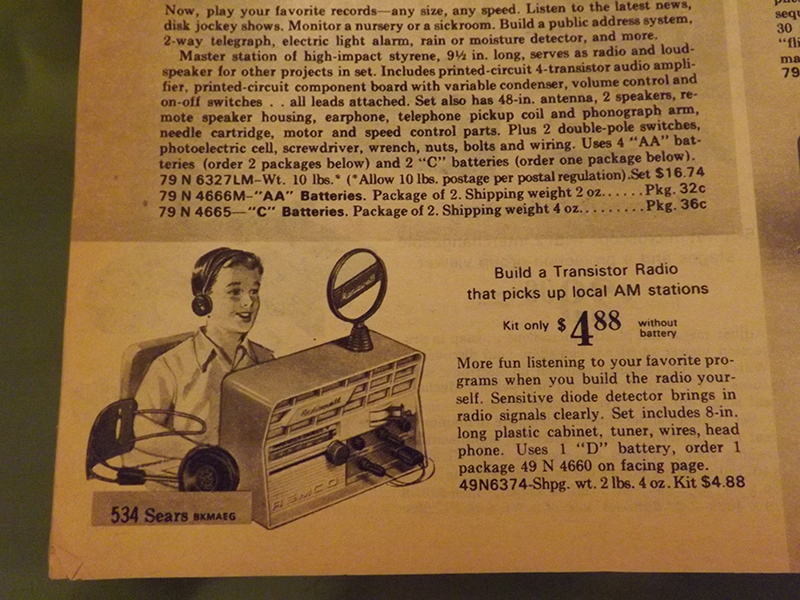 Now, play your favorite records—any size, any speed. Listen to the latest news,
disk jockey shows. Monitor a nursery or a sickroom. Build a public address system,
2-way telegraph, electric light alarm, rain or moisture detector, and more.
Master station of high-impact styrene, 9½ in. long, serves as radio and loud-
speaker for other projects in set. Includes printed-circuit 4-transistor audio ampli-
fier, printed-circuit component board with variable condenser, volume control and
on-off switches . . all leads attached. Set also has 48-in. antenna, 2 speakers, re-
mote speaker housing, earphone, telephone pickup coil and phonograph arm,
needle cartridge, motor and speed control parts. Plus 2 double-pole switches,
photoelectric cell, screwdriver, wrench, nuts, bolts and wiring. Uses 4 "AA" bat-
teries (order 2 packages below) and 2 "C" batteries (order one package below).
79 N 6327LM–Wt. 10 lbs.* (*Allow 10 lbs. postage per postal regulation).Set $16.74
79 N 4666M–"AA" Batteries. Package of 2. Shipping weight 2 oz.......Pkg. 32c
79 N 4665—"C" Batteries. Package of 2. Shipping weight 4 oz.........Pkg. 36c
Build a Transistor Radio
that picks up local AM stations
Kit only $4.88 without
battery
More fun listening to your favorite pro-
grams when you build the radio your-
self. Sensitive diode detector brings in
radio signals clearly. Set includes 8-in.
long plastic cabinet, tuner, wires, head
phone. Uses 1 "D" battery, order 1
package 49 N 4660 on facing page.
49N6374-Shpg. wt. 2 lbs. 4 oz. Kit $4.88
REMCO
534 Sears BKMAEG
30
79